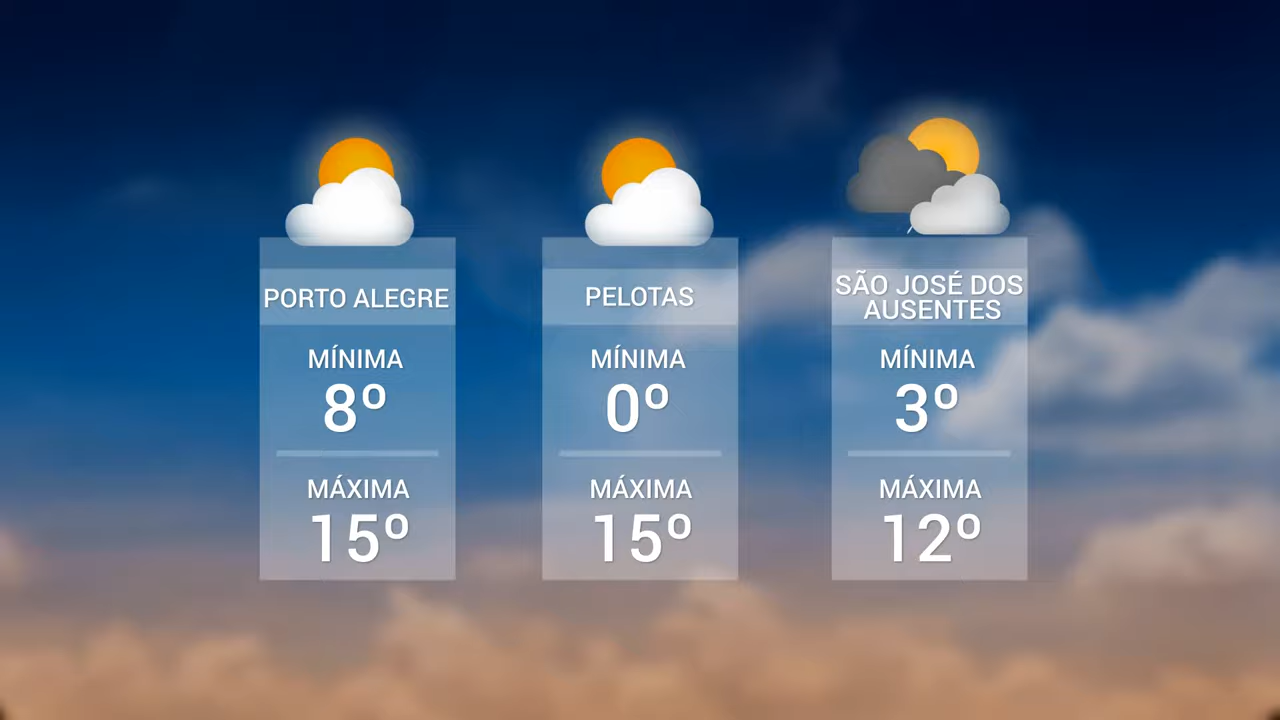 PORTO ALEGRE
MÍNIMA
8º
MÁXIMA
15º
PELOTAS
MÍNIMA
0º
MÁXIMA
15º
SÃO JOSÉ DOS
AUSENTES
MÍNIMA
3º
MÁXIMA
12º